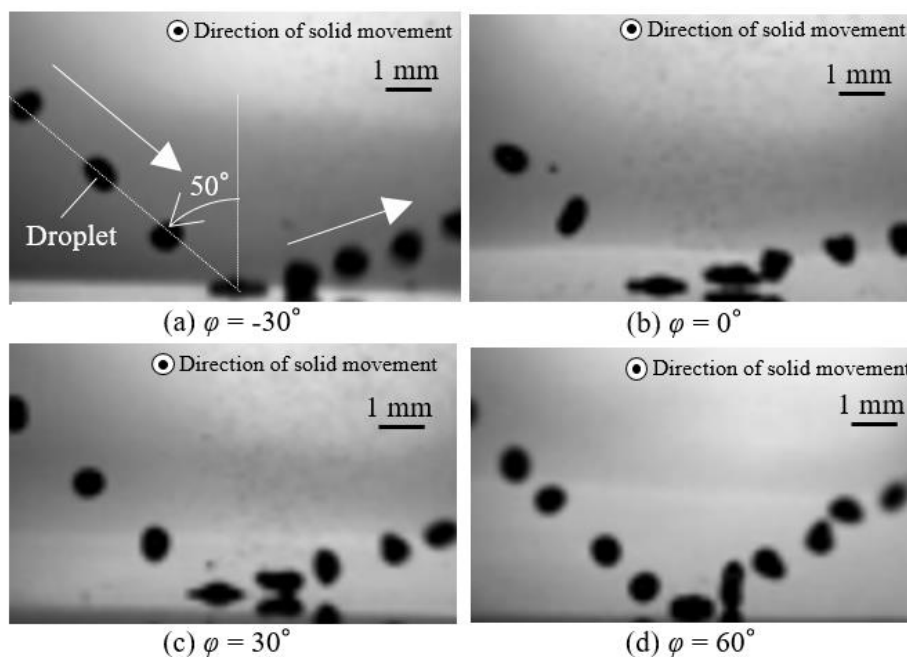 Direction of solid movement
1 mm
50°
Droplet
(a) φ = -30°
Direction of solid movement
1 mm
(b) φ = 0°
Direction of solid movement
1 mm
(c) φ = 30°
Direction of solid movement
1 mm
(d) φ = 60°